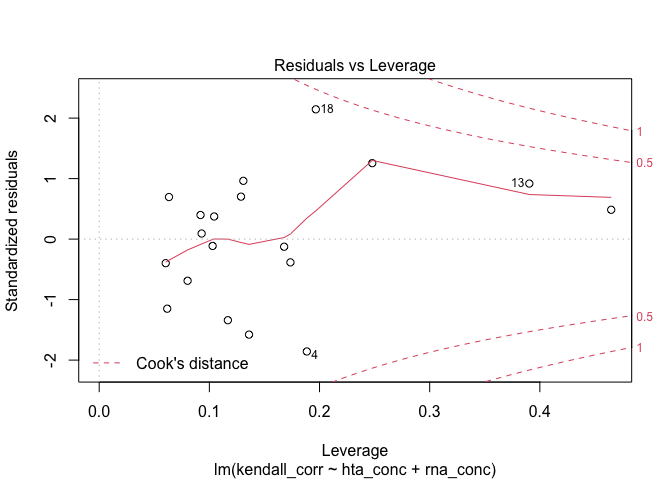 Residuals vs Leverage
Standardized residuals
2
1
0
-1
-2
18
13
4
1
0.5
0.5
1
Cook's distance
0.0 0.1 0.2 0.3 0.4
Leverage
lm(kendall_corr ~ hta_conc + rna_conc)